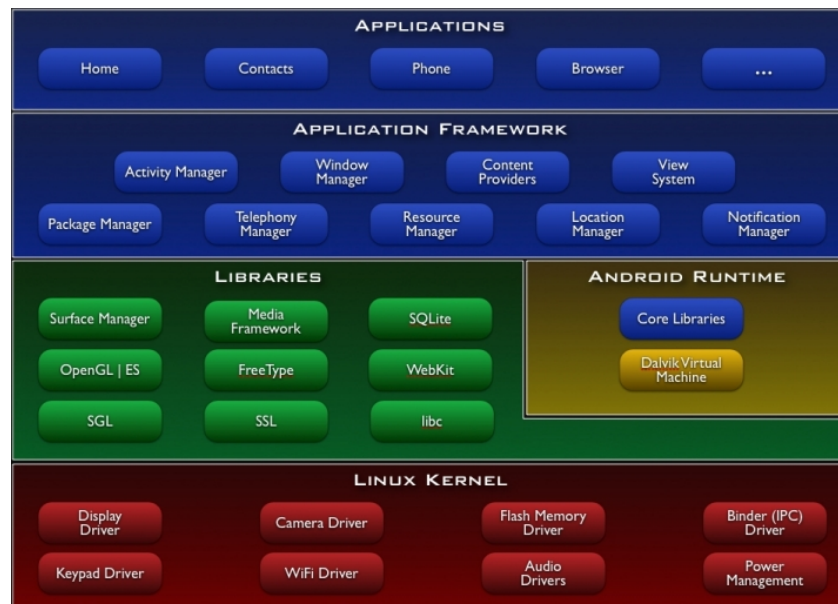 APPLICATIONS
Home
Contacts
Phone
Browser
...
APPLICATION FRAMEWORK
Activity Manager
Window
Manager
Content
Providers
View
System
Package Manager
Telephony
Manager
Resource
Manager
Location
Manager
Notification
Manager
LIBRARIES
Surface Manager
Media
Framework
SQLite
OpenGL | ES
FreeType
WebKit
SGL
SSL
libc
ANDROID RUNTIME
Core Libraries
Dalvik Virtual
Machine
LINUX KERNEL
Display
Driver
Camera Driver
Flash Memory
Driver
Binder (IPC)
Driver
Keypad Driver
WiFi Driver
Audio
Drivers
Power
Management